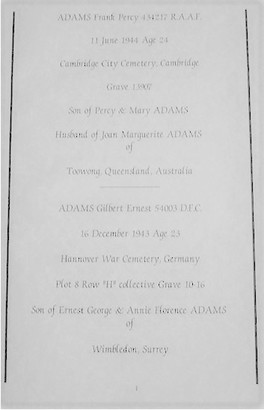 ADAMS Frank Percy 434217 R.A.A.F.
11 June 1944 Age 24
Cambridge City Cemetery, Cambridge
Grave 13907
Son of Percy & Mary ADAMS
Husband of Joan Marguerite ADAMS
of
Toowong, Queensland, Australia
ADAMS Gilbert Ernest 54003 D.F.C.
16 December 1943 Age 23
Hannover War Cemetery, Germany
Plot 8 Row "H" collective Grave 10-16
Son of Ernest George & Annie Florence ADAMS
of
Wimbledon, Surrey
1